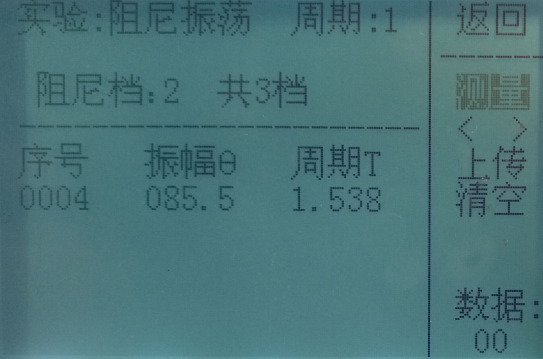 实验:阻尼振荡 周期:1 返回
阻尼档:2 共3档 测量
< >
序号 振幅θ 周期T 上传
0004 085.5 1.538 清空
数据:
00